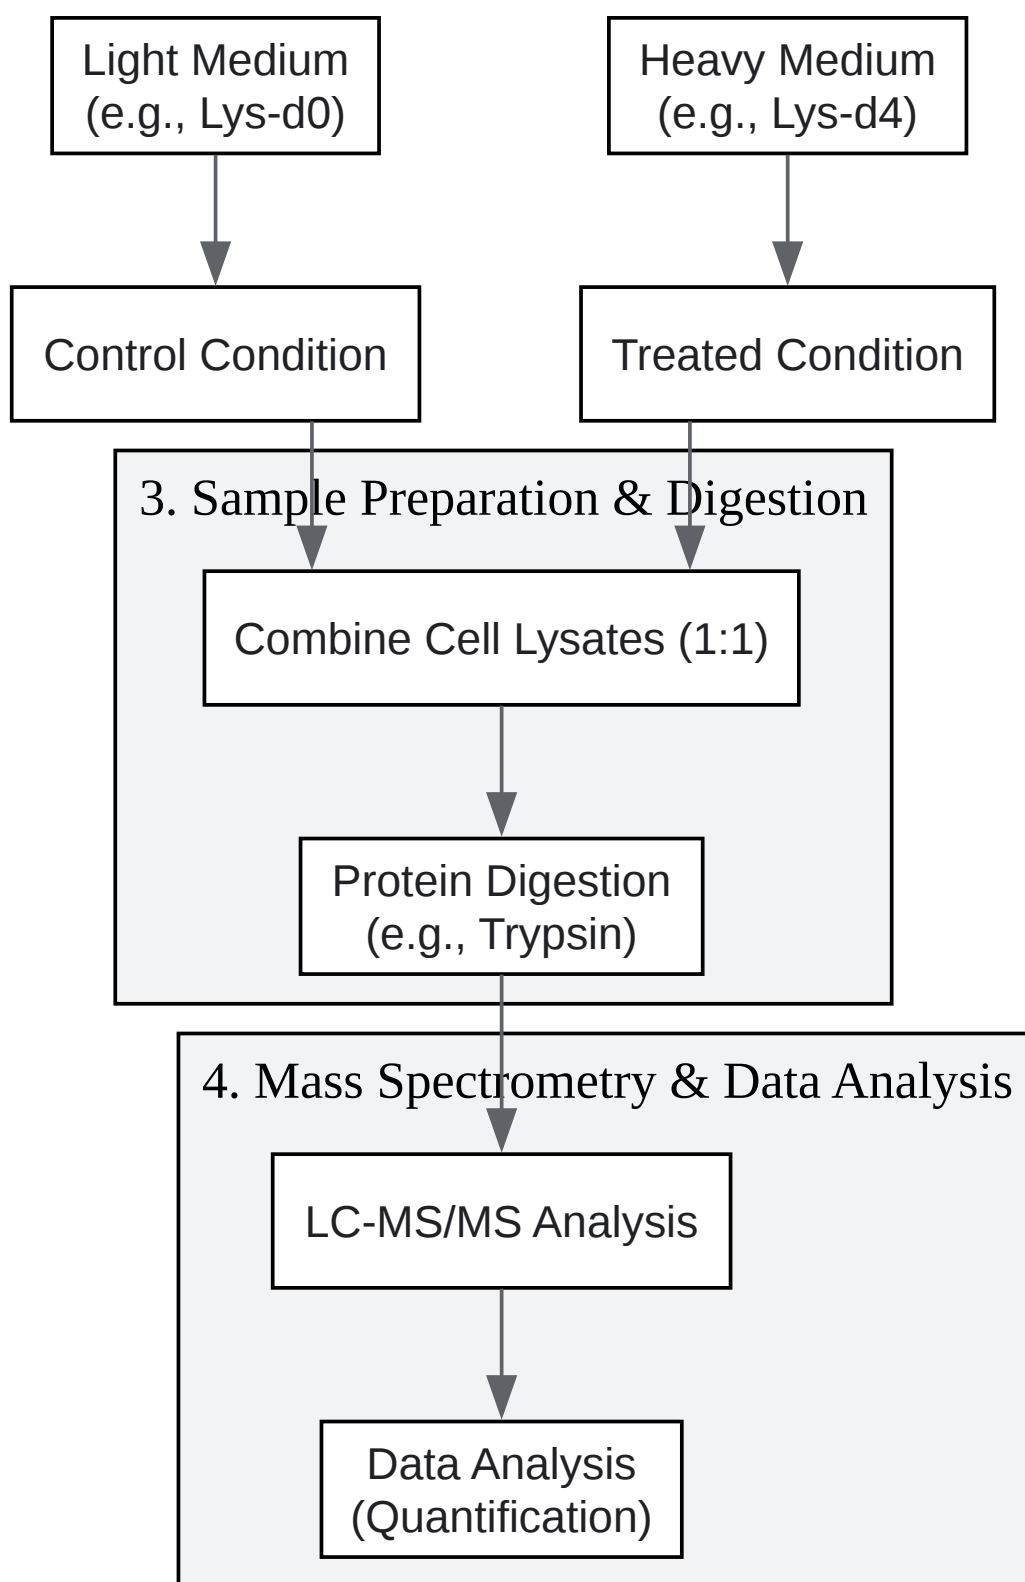 Light Medium
(e.g., Lys-d0)
Heavy Medium
(e.g., Lys-d4)
Control Condition
Treated Condition
3. Sample Preparation & Digestion
Combine Cell Lysates (1:1)
Protein Digestion
(e.g., Trypsin)
4. Mass Spectrometry & Data Analysis
LC-MS/MS Analysis
Data Analysis
(Quantification)